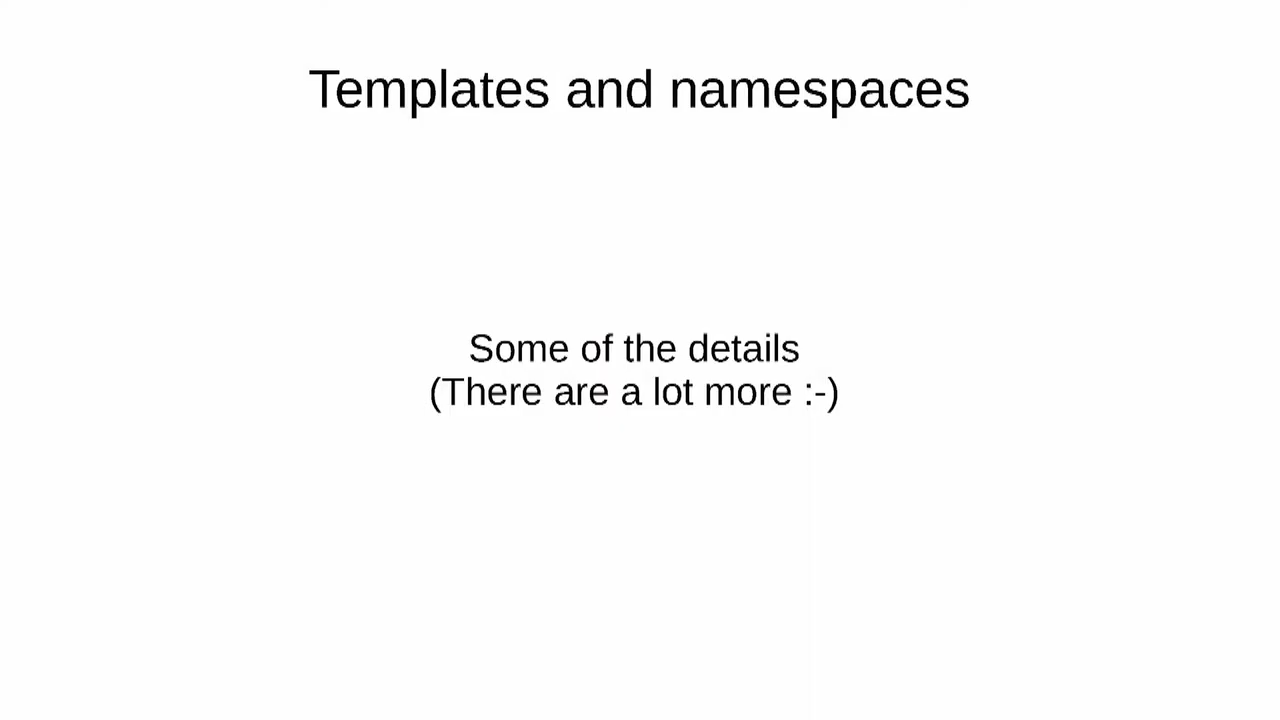 Templates and namespaces
Some of the details
(There are a lot more :-)